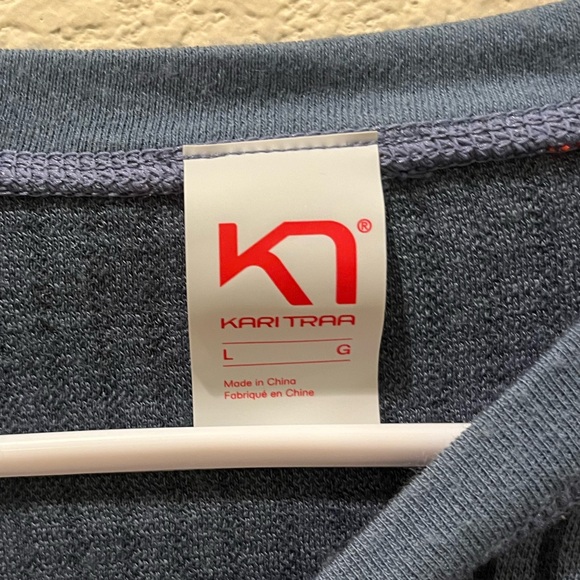 KARI TRAA
L G
Made in China
Fabriqué en Chine